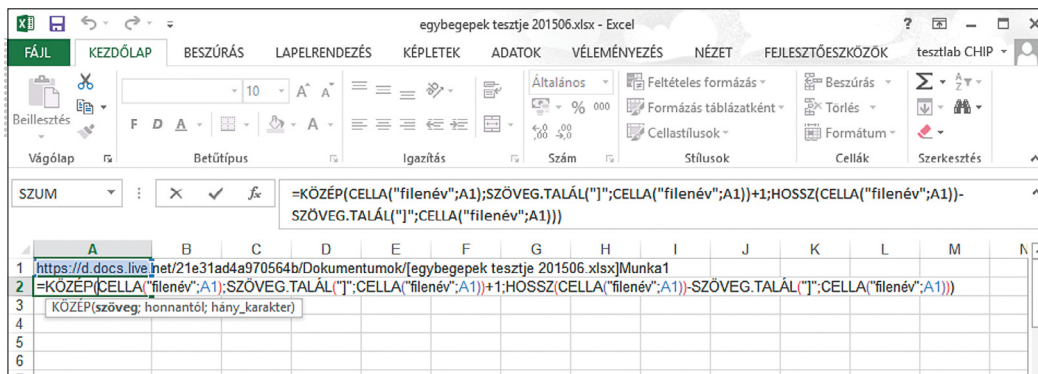 egybegepek tesztje 201506.xlsx - Excel
FÁJL KEZDŐLAP BESZÚRÁS LAPELRENDEZÉS KÉPLETEK ADATOK VÉLEMÉNYEZÉS NÉZET FEJLESZTŐESZKÖZÖK tesztlab CHIP
Beillesztés
10
F D A
Általános
% 000
Feltételes formázás
Formázás táblázatként
Cellastílusok
Beszúrás
Törlés
Formátum
Vágólap Betűtípus Igazítás Szám Stílusok Cellák Szerkesztés
SZUM
fx
=KÖZÉP(CELLA("filenév";A1);SZÖVEG.TALÁL("]";CELLA("filenév";A1))+1;HOSSZ(CELLA("filenév";A1))-
SZÖVEG.TALÁL("]";CELLA("filenév";A1)))
A B C D E F G H I J K L M N
1 https://d.docs.live.net/21e31ad4a970564b/Dokumentumok/[egybegepek tesztje 201506.xlsx]Munka1
2 =KÖZÉP(CELLA("filenév";A1);SZÖVEG.TALÁL("]";CELLA("filenév";A1))+1;HOSSZ(CELLA("filenév";A1))-SZÖVEG.TALÁL("]";CELLA("filenév";A1)))
3 KÖZÉP(szöveg; honnantól; hány_karakter)
4
5
6